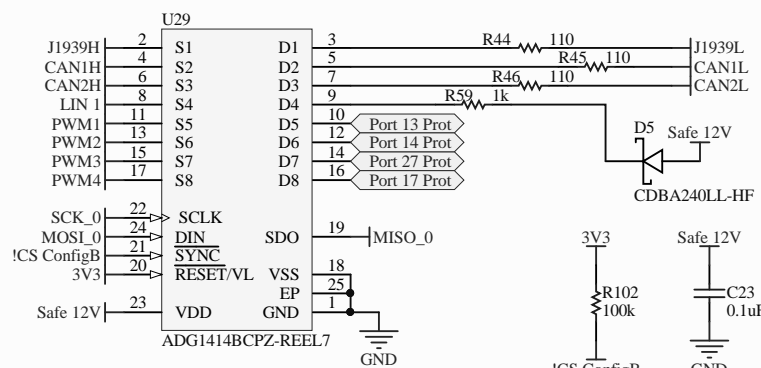 U29
J1939H 2 S1 D1 3 R44 110 J1939L
CAN1H 4 S2 D2 5 R45 110 CAN1L
CAN2H 6 S3 D3 7 R46 110 CAN2L
LIN 1 8 S4 D4 9 R59 1k
PWM1 11 S5 D5 10 Port 13 Prot
PWM2 13 S6 D6 12 Port 14 Prot
PWM3 15 S7 D7 14 Port 27 Prot
PWM4 17 S8 D8 16 Port 17 Prot
D5 Safe 12V
CDBA240LL-HF
SCK_0 22 SCLK
MOSI_0 24 DIN SDO 19 MISO_0
!CS ConfigB 21 SYNC
3V3 20 RESET/VL VSS 18
EP 25
Safe 12V 23 VDD GND 1
ADG1414BCPZ-REEL7
GND
3V3 Safe 12V
R102 C23
100k 0.1uF
!CS ConfigB GND